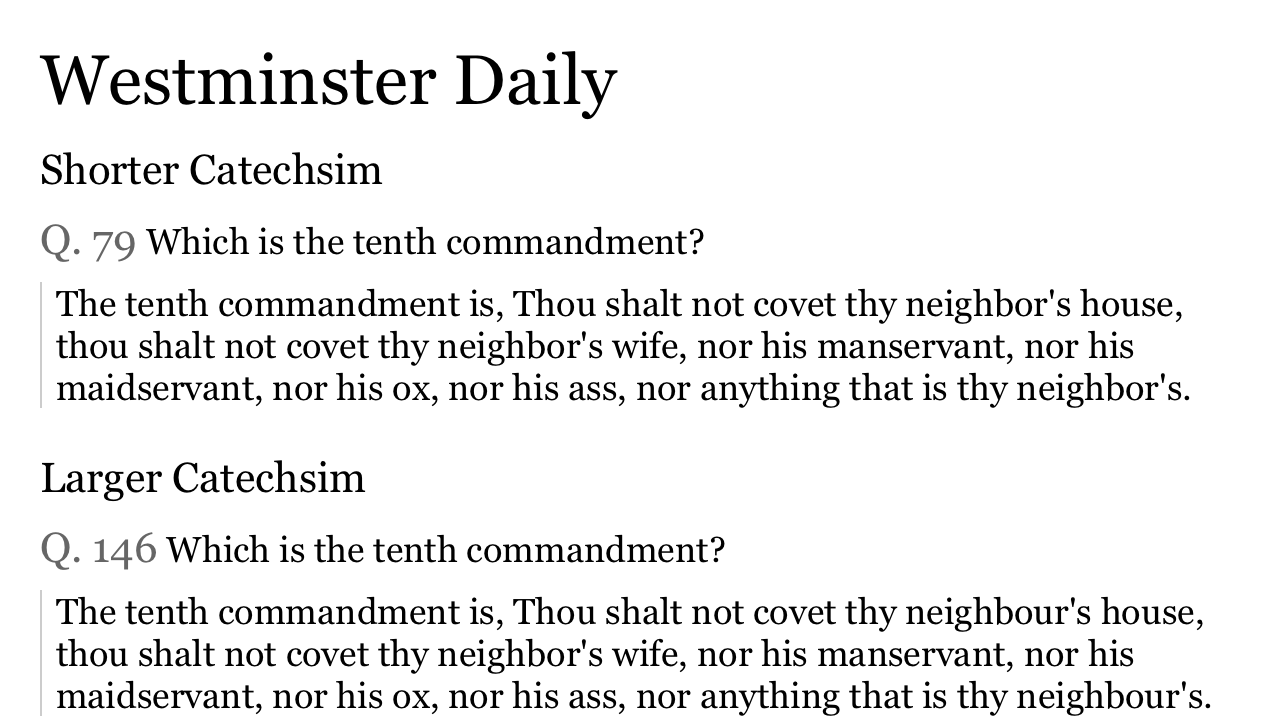 Westminster Daily
Shorter Catechsim
Q. 79 Which is the tenth commandment?
The tenth commandment is, Thou shalt not covet thy neighbor's house,
thou shalt not covet thy neighbor's wife, nor his manservant, nor his
maidservant, nor his ox, nor his ass, nor anything that is thy neighbor's.
Larger Catechsim
Q. 146 Which is the tenth commandment?
The tenth commandment is, Thou shalt not covet thy neighbour's house,
thou shalt not covet thy neighbor's wife, nor his manservant, nor his
maidservant, nor his ox, nor his ass, nor anything that is thy neighbour's.